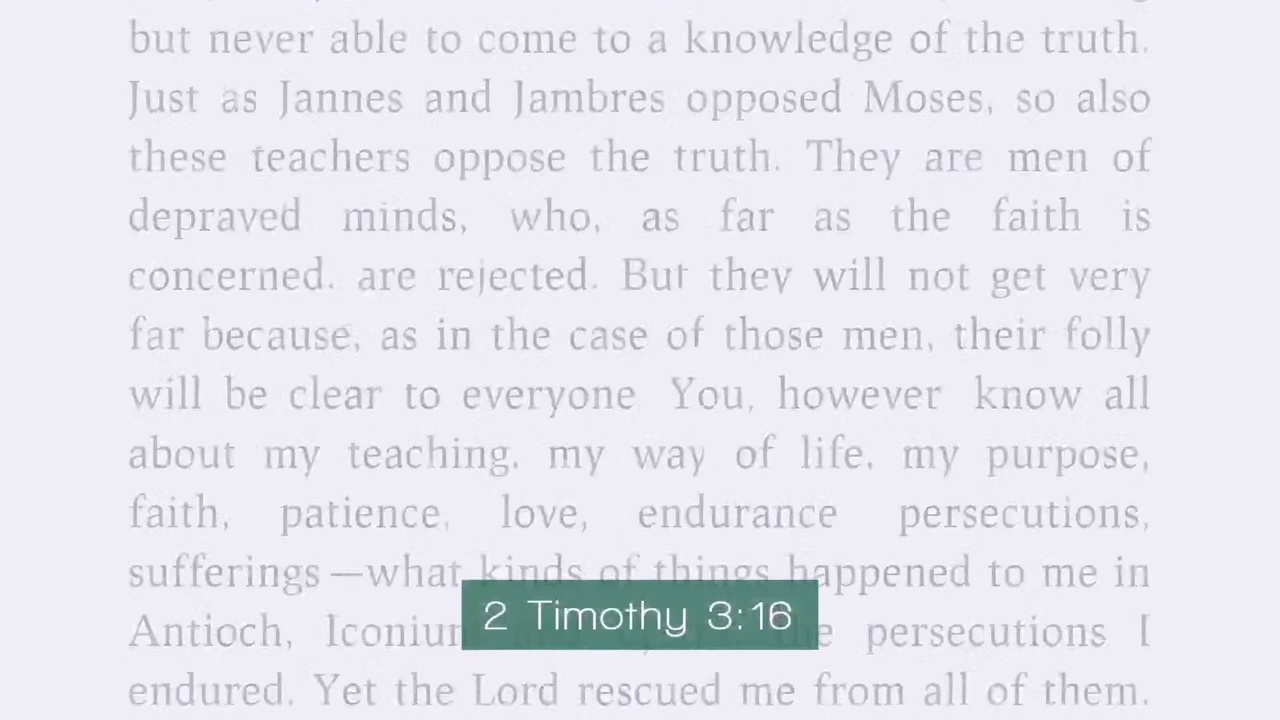 but never able to come to a knowledge of the truth.
Just as Jannes and Jambres opposed Moses, so also
these teachers oppose the truth. They are men of
depraved minds, who, as far as the faith is
concerned, are rejected. But they will not get very
far because, as in the case of those men, their folly
will be clear to everyone You, however know all
about my teaching, my way of life, my purpose,
faith, patience, love, endurance persecutions,
sufferings —what kinds of things happened to me in
Antioch, persecutions I
2 Timothy 3:16
endured. Yet the Lord rescued me from all of them.